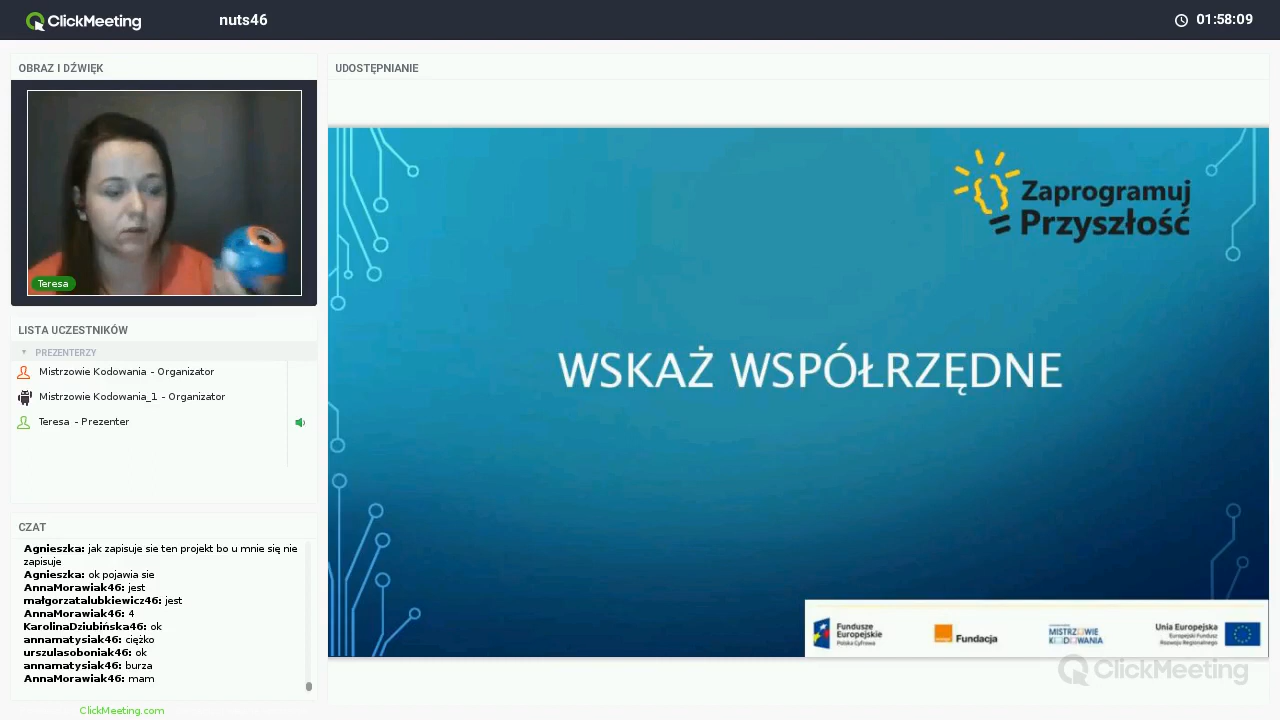 ClickMeeting
nuts46
01:58:09
OBRAZ I DŹWIĘK
Teresa
LISTA UCZESTNIKÓW
PREZENTERZY
Mistrzowie Kodowania - Organizator
Mistrzowie Kodowania_1 - Organizator
Teresa - Prezenter
CZAT
Agnieszka: jak zapisuje sie ten projekt bo u mnie się nie
zapisuje
Agnieszka: ok pojawia sie
AnnaMorawiak46: jest
małgorzatalubkiewicz46: jest
AnnaMorawiak46: 4
KarolinaDziubińska46: ok
annamatysiak46: ciężko
urszulasoboniak46: ok
annamatysiak46: burza
AnnaMorawiak46: mam
ClickMeeting.com
UDOSTĘPNIANIE
Zaprogramuj
Przyszłość
WSKAŻ WSPÓŁRZĘDNE
Fundusze
Europejskie
Polska Cyfrowa
Fundacja
MISTRZOWIE
KODOWANIA
Unia Europejska
Europejski Fundusz
Rozwoju Regionalnego
ClickMeeting